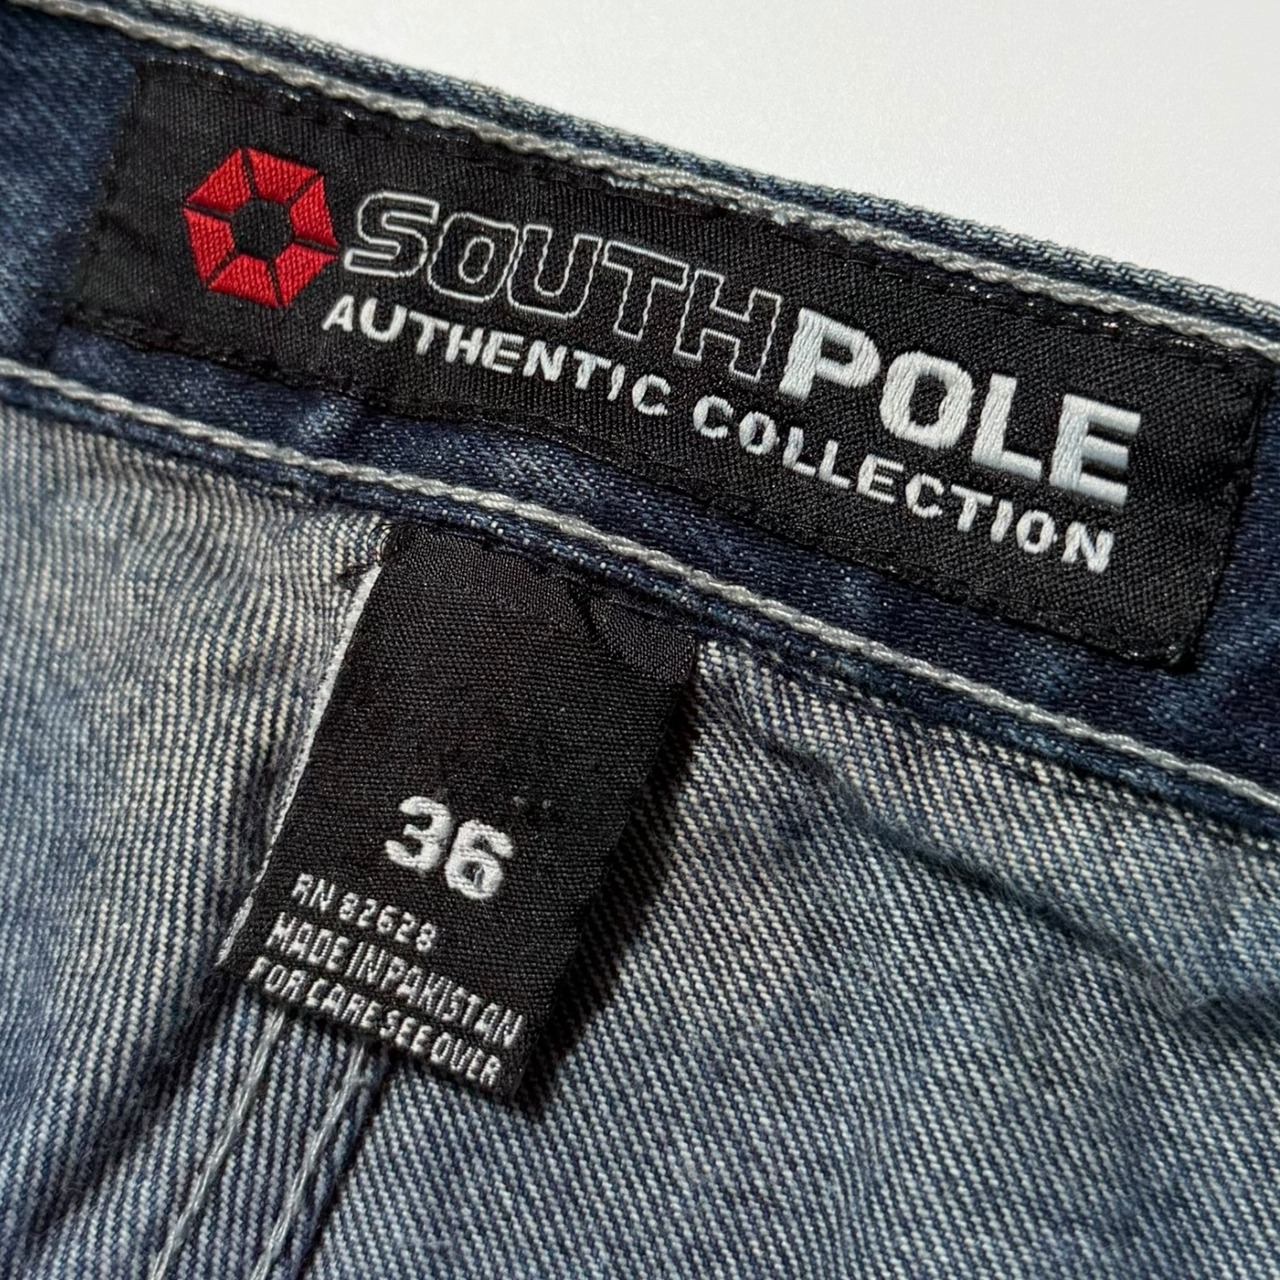 SOUTHPOLE
AUTHENTIC COLLECTION
36
RN 82628
MADE IN PAKISTAN
FOR CARE SEE OVER